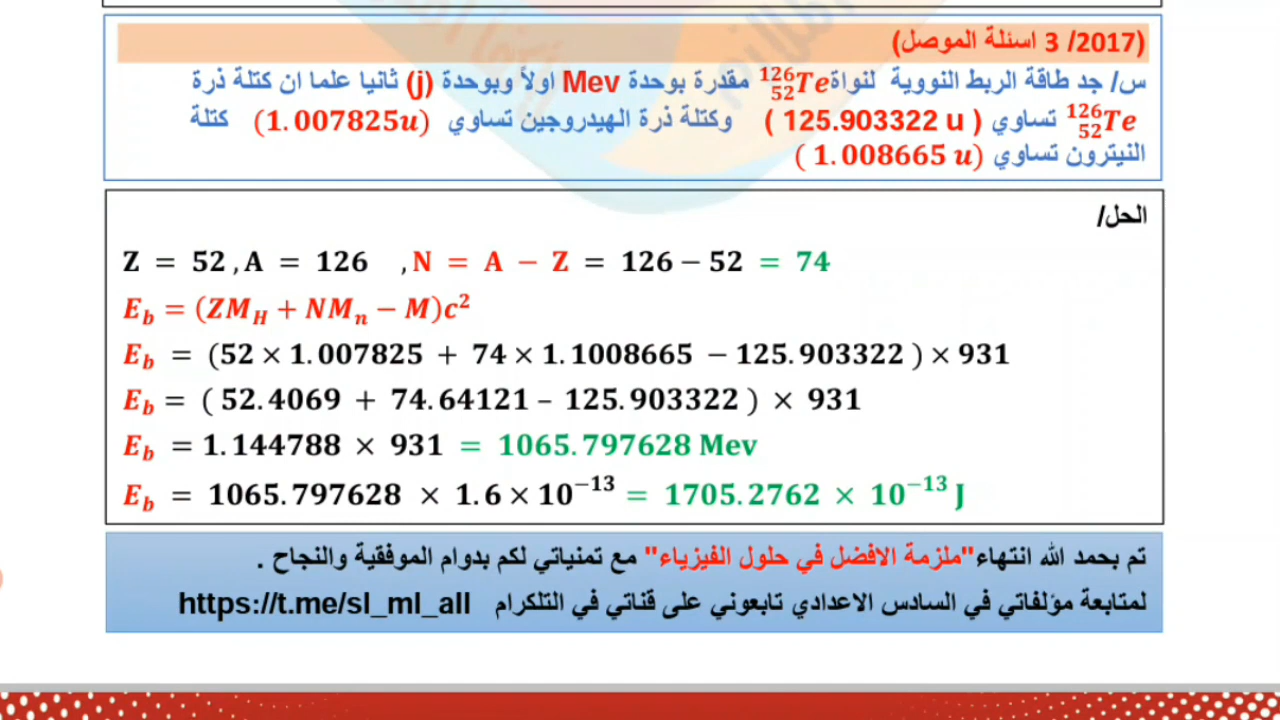 (2017/ 3 اسئلة الموصل)
س/ جد طاقة الربط النووية لنواة ¹²⁶₅₂Te مقدرة بوحدة Mev اولاً وبوحدة (j) ثانيا علما ان كتلة ذرة
¹²⁶₅₂Te تساوي ( 125.903322 u ) وكتلة ذرة الهيدروجين تساوي (1.007825u) كتلة
النيترون تساوي ( 1.008665 u)
الحل/
Z = 52 , A = 126 , N = A − Z = 126 − 52 = 74
E_b = (ZM_H + NM_n − M)c²
E_b = (52 × 1.007825 + 74 × 1.1008665 − 125.903322 ) × 931
E_b = ( 52.4069 + 74.64121 – 125.903322 ) × 931
E_b = 1.144788 × 931 = 1065.797628 Mev
E_b = 1065.797628 × 1.6 × 10⁻¹³ = 1705.2762 × 10⁻¹³ J
تم بحمد الله انتهاء"ملزمة الافضل في حلول الفيزياء" مع تمنياتي لكم بدوام الموفقية والنجاح .
لمتابعة مؤلفاتي في السادس الاعدادي تابعوني على قناتي في التلكرام https://t.me/sl_ml_all